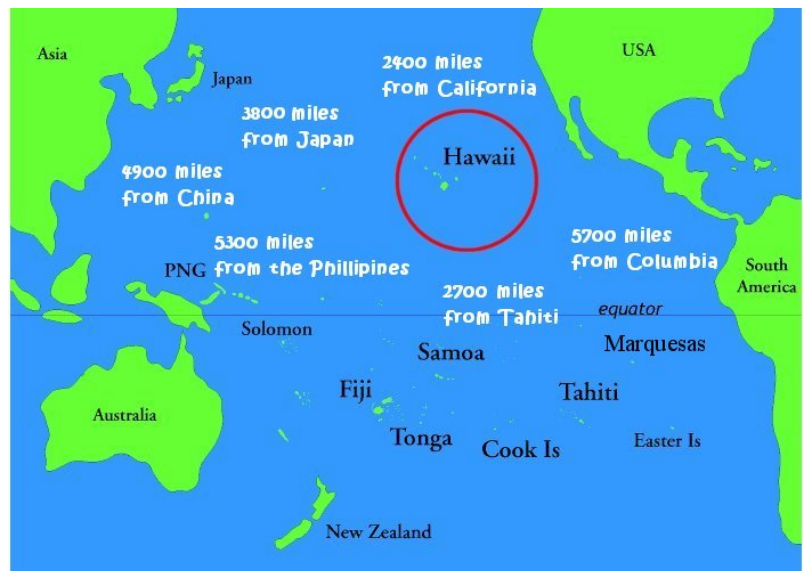 Asia
USA
Japan
2400 miles
from California
3800 miles
from Japan
Hawaii
4900 miles
from China
5300 miles
from the Phillipines
PNG
5700 miles
from Columbia
South
America
2700 miles
from Tahiti
equator
Solomon
Samoa
Marquesas
Fiji
Tahiti
Australia
Tonga
Cook Is
Easter Is
New Zealand